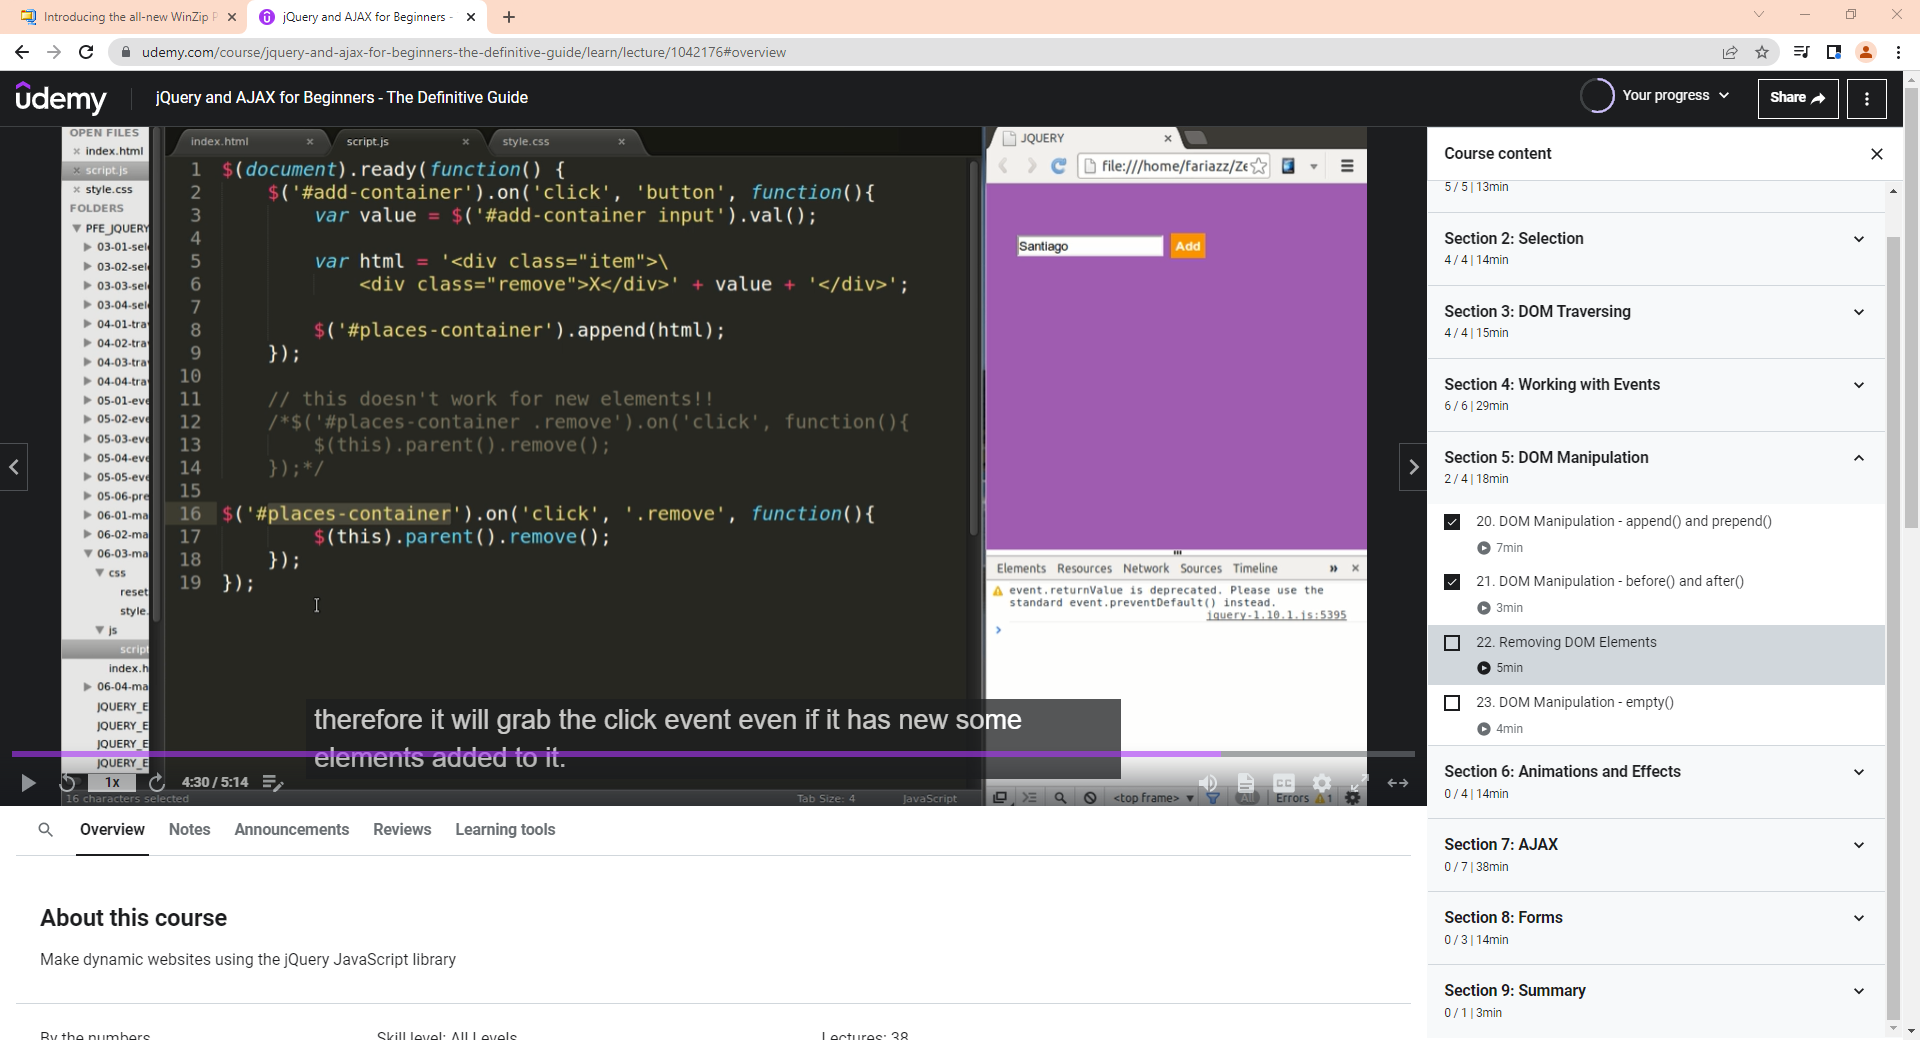 Introducing the all-new WinZip P
jQuery and AJAX for Beginners -
udemy.com/course/jquery-and-ajax-for-beginners-the-definitive-guide/learn/lecture/1042176#overview
udemy
jQuery and AJAX for Beginners - The Definitive Guide
Your progress
Share
OPEN FILES
index.html
script.js
style.css
FOLDERS
PFE_JQUERY
03-01-sel
03-02-sel
03-03-sel
03-04-sel
04-01-tra
04-02-tra
04-03-tra
04-04-tra
05-01-eve
05-02-eve
05-03-eve
05-04-eve
05-05-eve
05-06-pre
06-01-ma
06-02-ma
06-03-ma
css
reset
style.
js
script
index.h
06-04-ma
JQUERY_E
JQUERY_E
JQUERY_E
JQUERY_E
index.html
script.js
style.css
1 $(document).ready(function() {
2 $('#add-container').on('click', 'button', function(){
3 var value = $('#add-container input').val();
4
5 var html = '<div class="item">\
6 <div class="remove">X</div>' + value + '</div>';
7
8 $('#places-container').append(html);
9 });
10
11 // this doesn't work for new elements!!
12 /*$('#places-container .remove').on('click', function(){
13 $(this).parent().remove();
14 });*/
15
16 $('#places-container').on('click', '.remove', function(){
17 $(this).parent().remove();
18 });
19 });
JQUERY
file:///home/fariazz/Ze
Santiago
Add
Elements Resources Network Sources Timeline »
event.returnValue is deprecated. Please use the
standard event.preventDefault() instead.
jquery-1.10.1.js:5395
therefore it will grab the click event even if it has new some
elements added to it.
1x
4:30 / 5:14
CC
16 characters selected
Tab Size: 4
JavaScript
<top frame>
All
Errors
1
Overview
Notes
Announcements
Reviews
Learning tools
About this course
Make dynamic websites using the jQuery JavaScript library
By the numbers
Skill level: All Levels
Lectures: 38
Course content
5 / 5 | 13min
Section 2: Selection
4 / 4 | 14min
Section 3: DOM Traversing
4 / 4 | 15min
Section 4: Working with Events
6 / 6 | 29min
Section 5: DOM Manipulation
2 / 4 | 18min
20. DOM Manipulation - append() and prepend()
7min
21. DOM Manipulation - before() and after()
3min
22. Removing DOM Elements
5min
23. DOM Manipulation - empty()
4min
Section 6: Animations and Effects
0 / 4 | 14min
Section 7: AJAX
0 / 7 | 38min
Section 8: Forms
0 / 3 | 14min
Section 9: Summary
0 / 1 | 3min